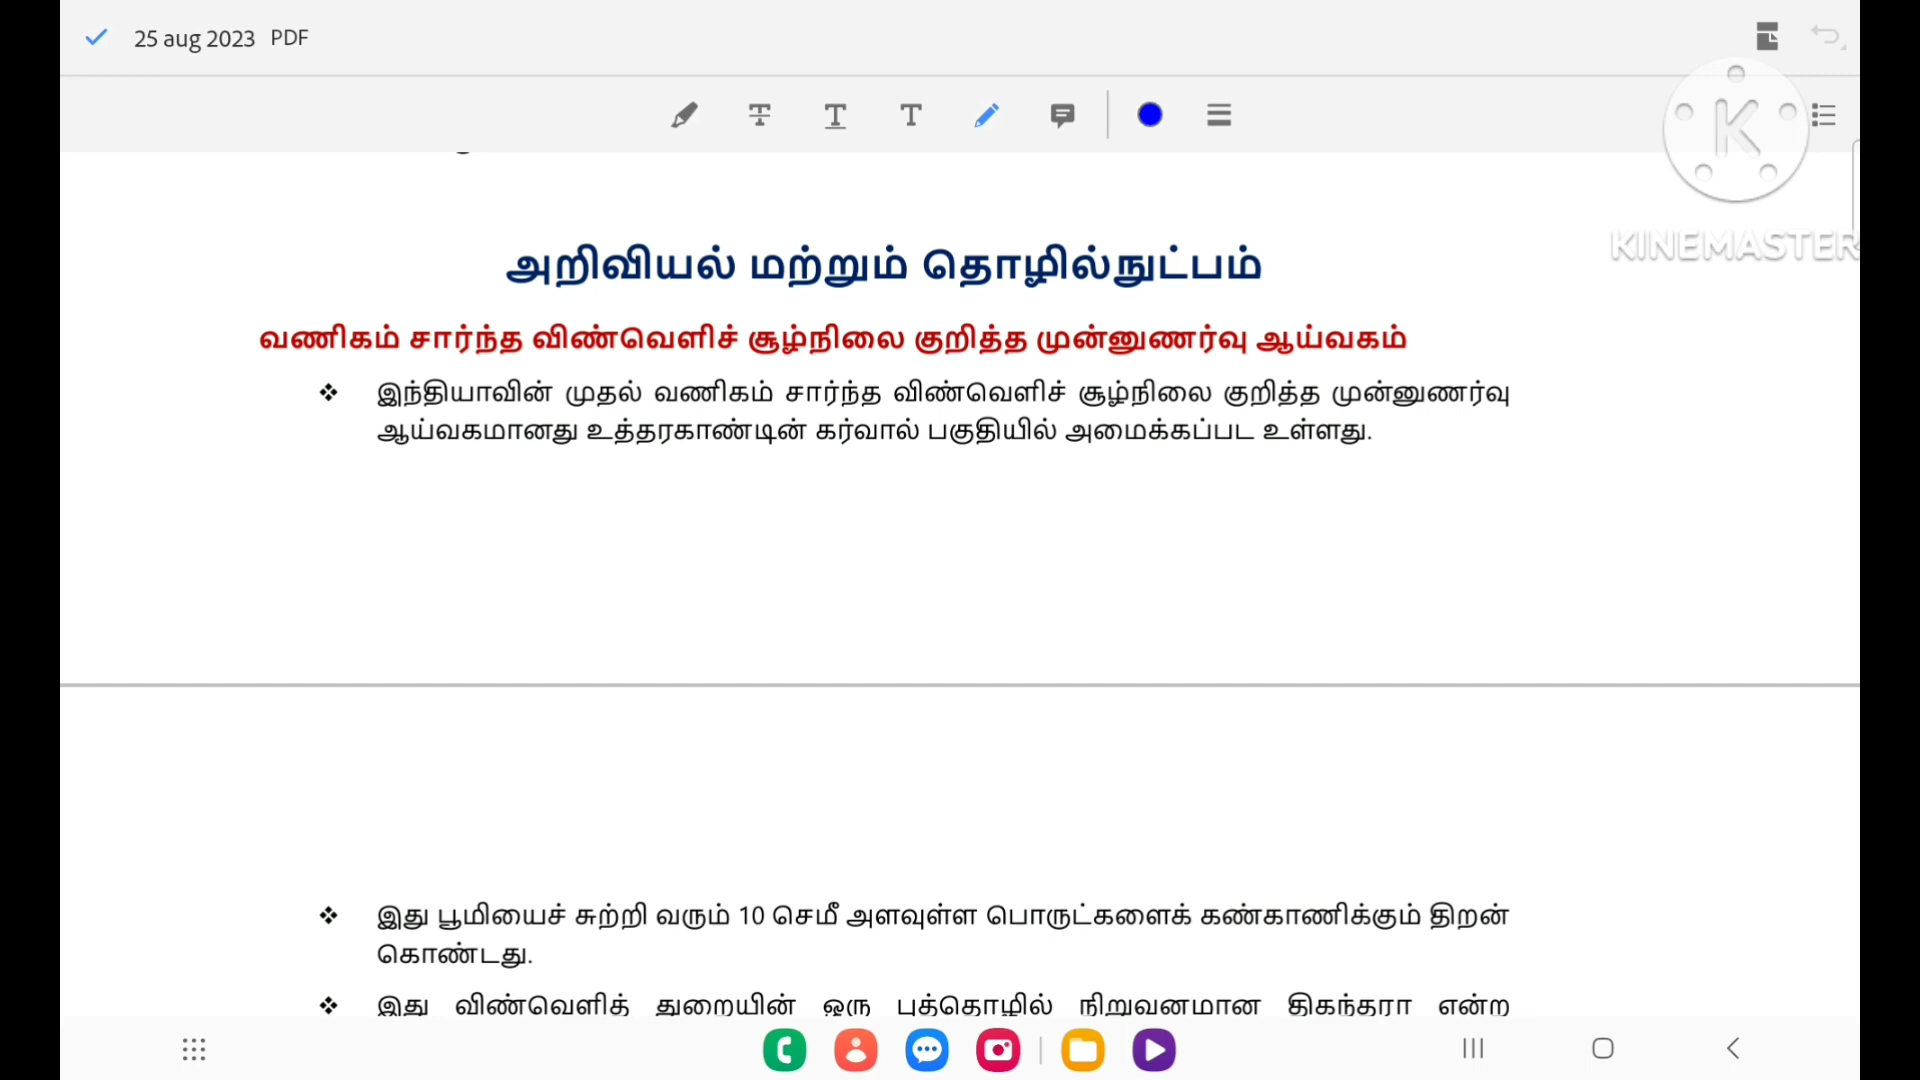 25 aug 2023 PDF
KINEMASTER
அறிவியல் மற்றும் தொழில்நுட்பம்
வணிகம் சார்ந்த விண்வெளிச் சூழ்நிலை குறித்த முன்னுணர்வு ஆய்வகம்
❖ இந்தியாவின் முதல் வணிகம் சார்ந்த விண்வெளிச் சூழ்நிலை குறித்த முன்னுணர்வு
ஆய்வகமானது உத்தரகாண்டின் கர்வால் பகுதியில் அமைக்கப்பட உள்ளது.
❖ இது பூமியைச் சுற்றி வரும் 10 செமீ அளவுள்ள பொருட்களைக் கண்காணிக்கும் திறன்
கொண்டது.
❖ இது விண்வெளித் துறையின் ஒரு புத்தொழில் நிறுவனமான திகந்தரா என்ற